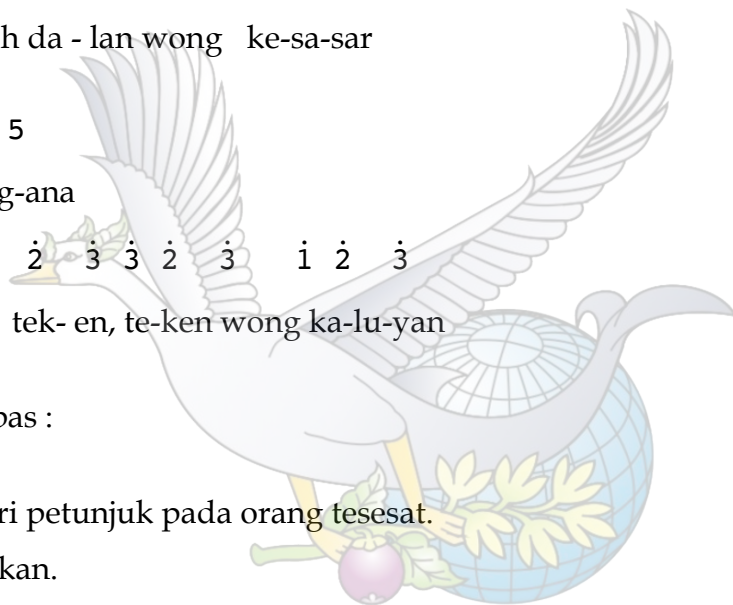 h da - lan wong ke-sa-sar
5
g-ana
2̇ 3̇ 3̇ 2̇ 3̇ 1̇ 2̇ 3̇
tek- en, te-ken wong ka-lu-yan
bas :
ri petunjuk pada orang tesesat.
kan.